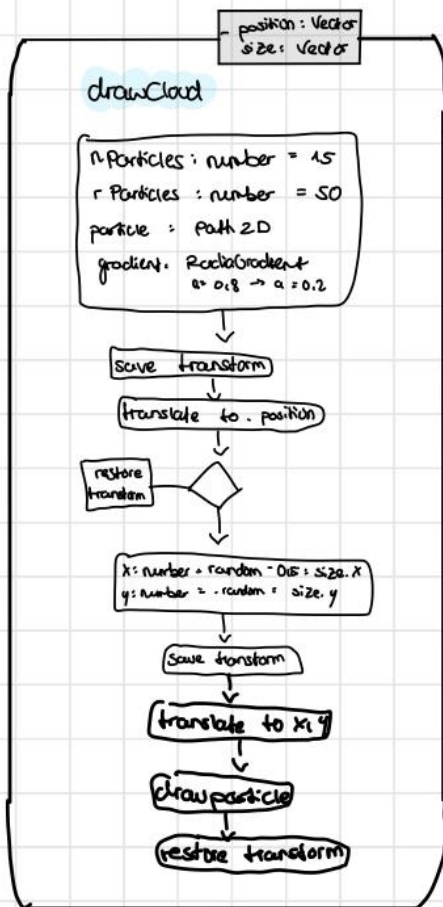 - position: Vector
size: Vector
drawCloud
nParticles: number = 15
rParticles: number = 50
particle : Path2D
gradient: RadiaGradient
a= 0,8 → a = 0.2
save transform
translate to . position
restore
transform
x: number = random - 0,5 * size.x
y: number = . random * size.y
save transform
translate to x, y
draw particle
restore transform